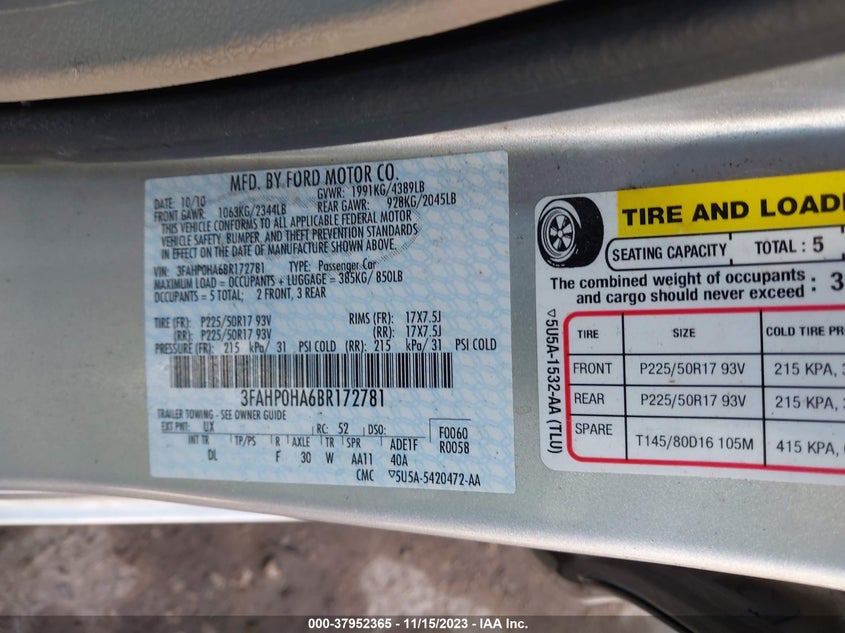 MFD. BY FORD MOTOR CO.
DATE: 10/10 GVWR: 1991KG/4389LB
FRONT GAWR: 1063KG/2344LB REAR GAWR: 928KG/2045LB
THIS VEHICLE CONFORMS TO ALL APPLICABLE FEDERAL MOTOR
VEHICLE SAFETY, BUMPER, AND THEFT PREVENTION STANDARDS
IN EFFECT ON THE DATE OF MANUFACTURE SHOWN ABOVE.
VIN: 3FAHP0HA6BR172781 TYPE: Passenger Car
MAXIMUM LOAD = OCCUPANTS + LUGGAGE = 385KG/ 850LB
OCCUPANTS = 5 TOTAL; 2 FRONT, 3 REAR
TIRE (FR): P225/50R17 93V RIMS (FR): 17X7.5J
(RR): P225/50R17 93V (RR): 17X7.5J
PRESSURE (FR): 215 kPa/ 31 PSI COLD (RR): 215 kPa/ 31 PSI COLD
3FAHP0HA6BR172781
TRAILER TOWING - SEE OWNER GUIDE
EXT PNT: UX RC: 52 DSO: F0060
R0058
INT TR TP/PS R AXLE TR SPR ADETF
DL F 30 W AA11 40A
CMC ▽5U5A-5420472-AA
TIRE AND LOADI
SEATING CAPACITY TOTAL : 5
The combined weight of occupants
and cargo should never exceed : 3
▽5U5A-1532-AA (TLU)
TIRE SIZE COLD TIRE PR
FRONT P225/50R17 93V 215 KPA, 3
REAR P225/50R17 93V 215 KPA, 3
SPARE T145/80D16 105M 415 KPA,
000-37952365 - 11/15/2023 - IAA Inc.